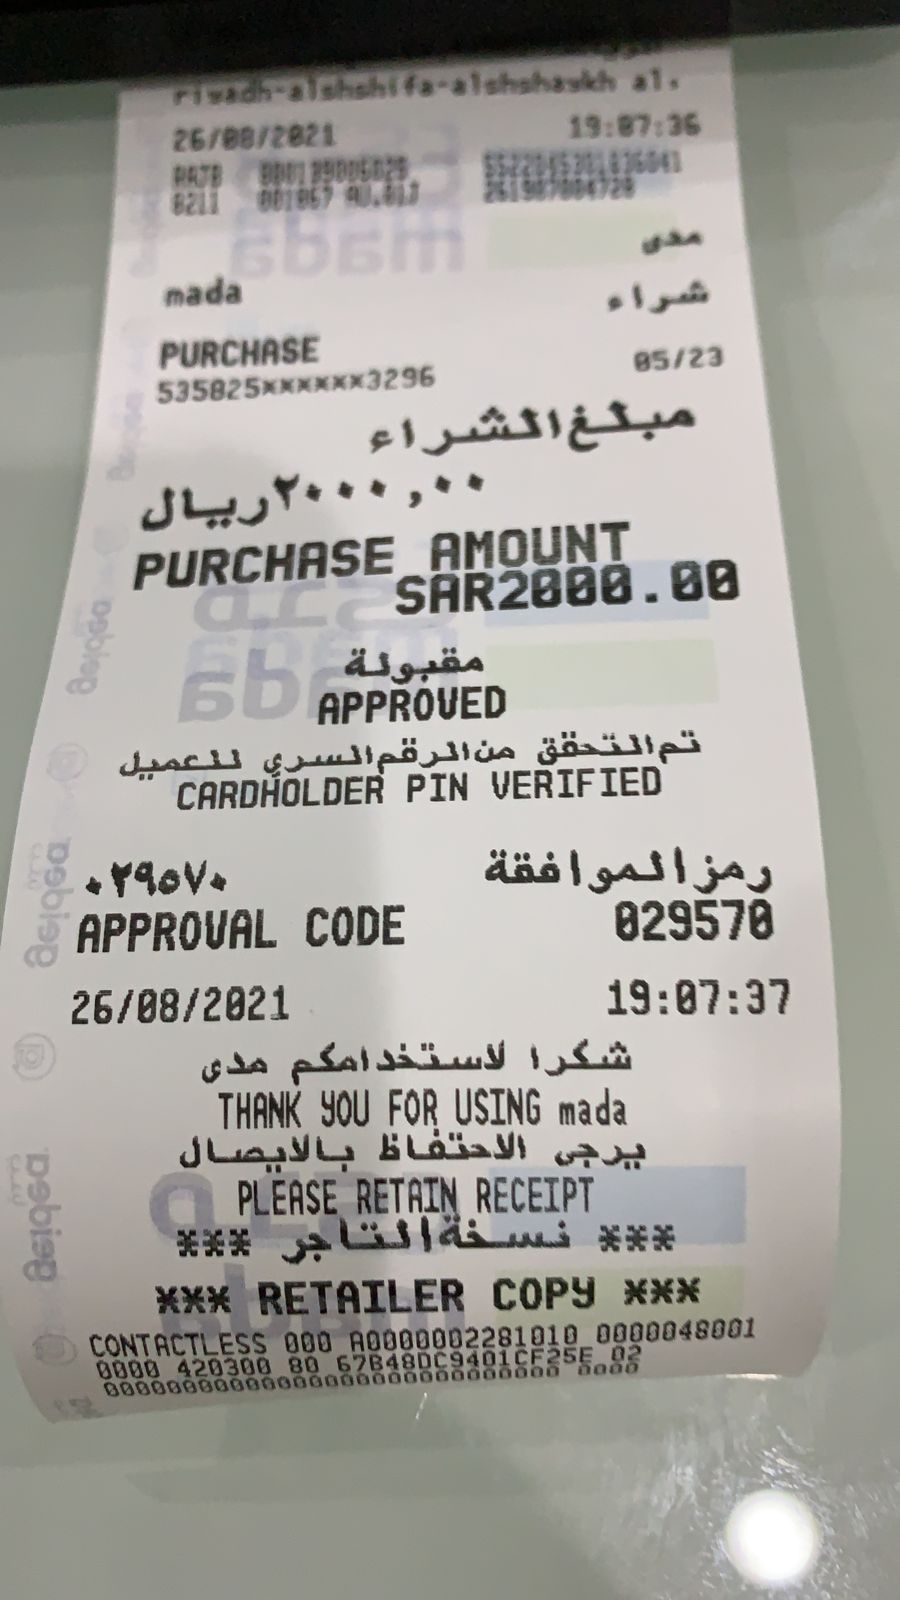 riyadh-alshshifa-alshshaykh al.
26/08/2021 19:07:36
مدى
mada شراء
PURCHASE 05/23
535825××××××3296
مبلغ الشراء
٢٠٠٠,٠٠ ريال
PURCHASE AMOUNT
SAR2000.00
مقبولة
APPROVED
تم التحقق من الرقم السري للعميل
CARDHOLDER PIN VERIFIED
رمز الموافقة ٠٢٩٥٧٠
APPROVAL CODE 029570
26/08/2021 19:07:37
شكرا لاستخدامكم مدى
THANK YOU FOR USING mada
يرجى الاحتفاظ بالايصال
PLEASE RETAIN RECEIPT
*** نسخة التاجر ***
*** RETAILER COPY ***
CONTACTLESS 000 A0000002281010 0000048001
0000 420300 80 67B48DC9401CF25E 02